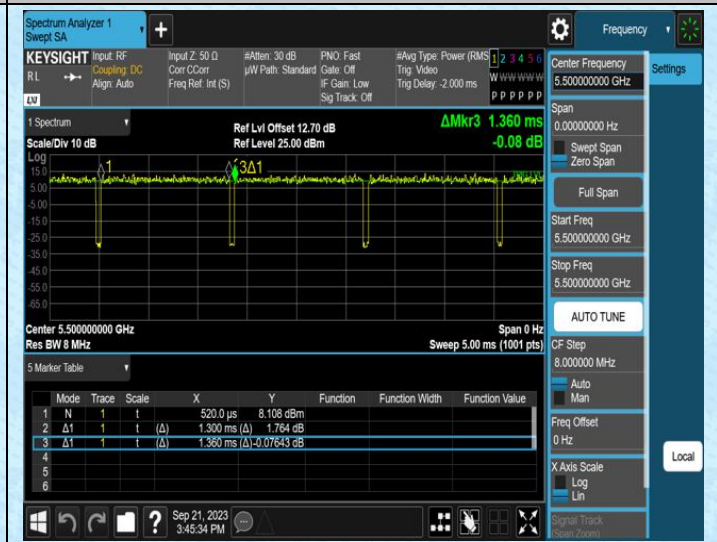 Spectrum Analyzer 1
Swept SA
Frequency
KEYSIGHT
RL
LXI
Input: RF
Coupling: DC
Align: Auto
Input Z: 50 Ω
Corr CCorr
Freq Ref: Int (S)
#Atten: 30 dB
µW Path: Standard
PNO: Fast
Gate: Off
IF Gain: Low
Sig Track: Off
#Avg Type: Power (RMS
Trig: Video
Trig Delay: -2.000 ms
1 2 3 4 5 6
W W W W W W
P P P P P P
1 Spectrum
Scale/Div 10 dB
Ref Lvl Offset 12.70 dB
Ref Level 25.00 dBm
ΔMkr3 1.360 ms
-0.08 dB
Log
15.0
5.00
-5.00
-15.0
-25.0
-35.0
-45.0
-55.0
-65.0
1
3Δ1
Center 5.500000000 GHz
Res BW 8 MHz
Span 0 Hz
Sweep 5.00 ms (1001 pts)
5 Marker Table
Mode Trace Scale X Y Function Function Width Function Value
1 N 1 t 520.0 µs 8.108 dBm
2 Δ1 1 t (Δ) 1.300 ms (Δ) 1.764 dB
3 Δ1 1 t (Δ) 1.360 ms (Δ) -0.07643 dB
4
5
6
Sep 21, 2023
3:45:34 PM
Center Frequency
5.500000000 GHz
Span
0.00000000 Hz
Swept Span
Zero Span
Full Span
Start Freq
5.500000000 GHz
Stop Freq
5.500000000 GHz
AUTO TUNE
CF Step
8.000000 MHz
Auto
Man
Freq Offset
0 Hz
X Axis Scale
Log
Lin
Signal Track
(Span Zoom)
Settings
Local